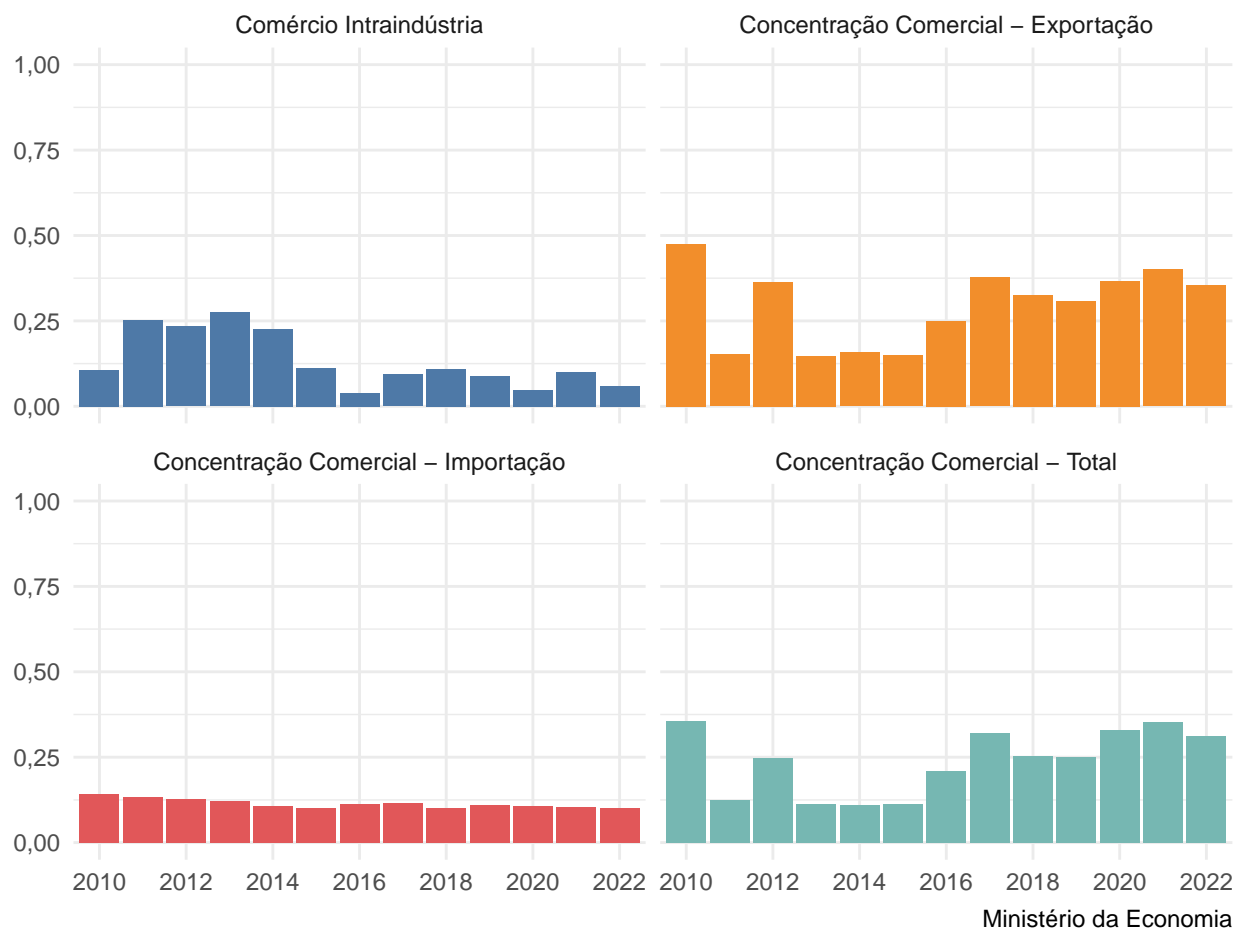 Comércio Intraindústria
Concentração Comercial – Exportação
1,00
0,75
0,50
0,25
0,00
Concentração Comercial – Importação
Concentração Comercial – Total
1,00
0,75
0,50
0,25
0,00
2010 2012 2014 2016 2018 2020 2022
2010 2012 2014 2016 2018 2020 2022
Ministério da Economia